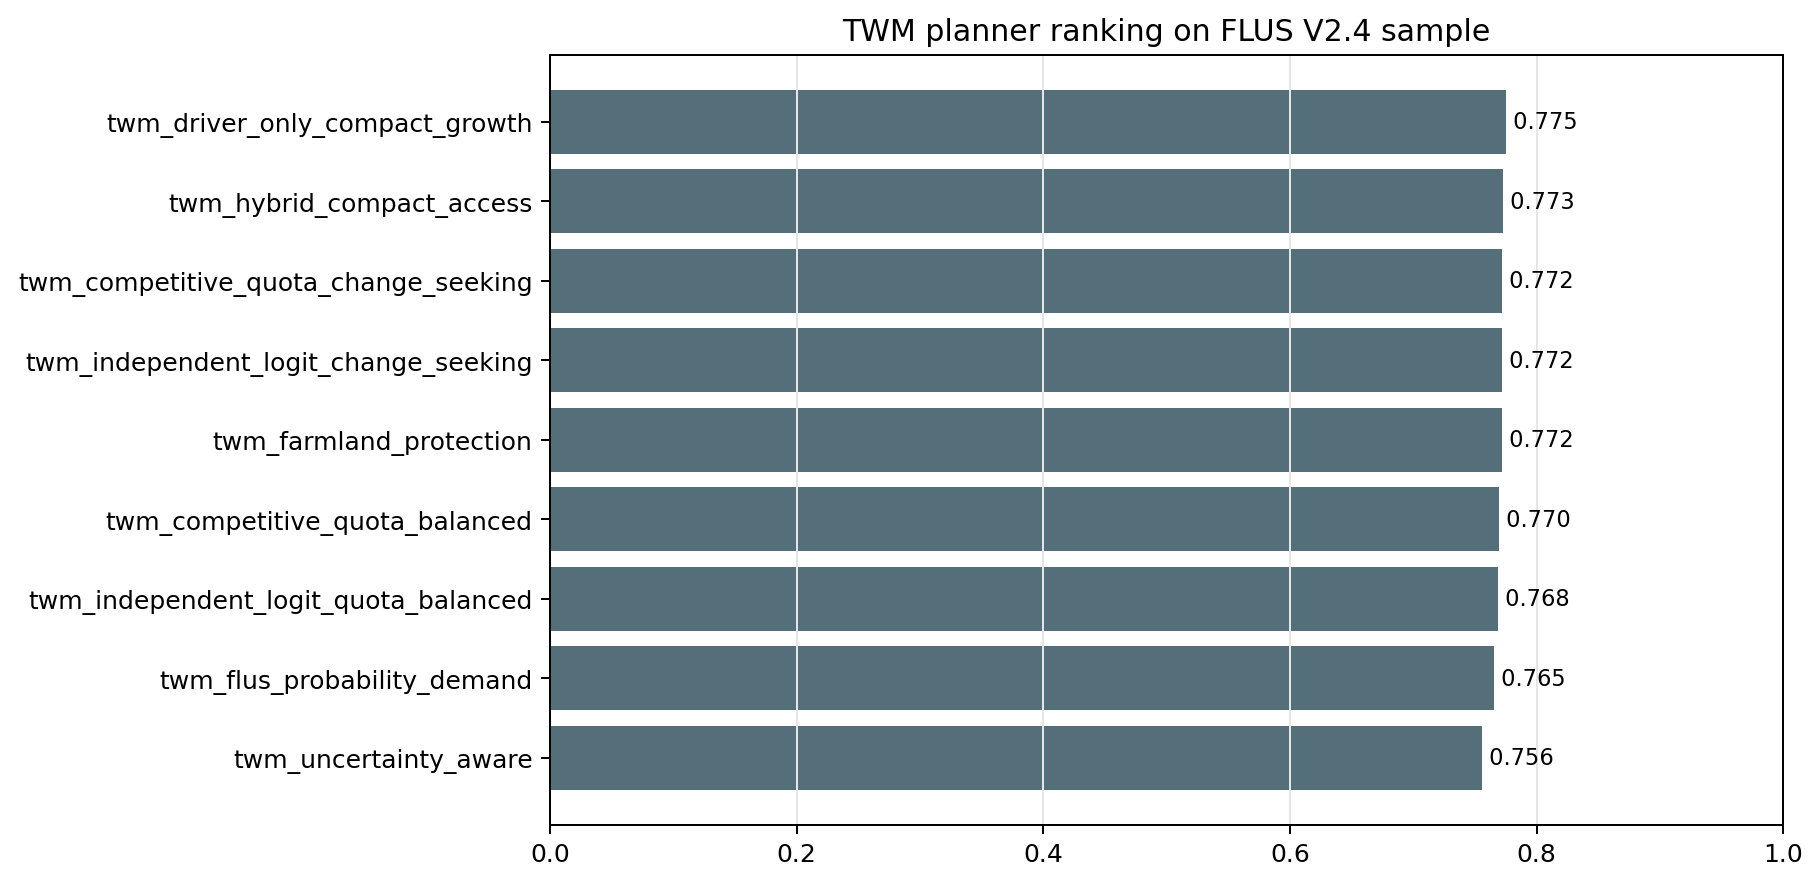 TWM planner ranking on FLUS V2.4 sample
twm_driver_only_compact_growth 0.775
twm_hybrid_compact_access 0.773
twm_competitive_quota_change_seeking 0.772
twm_independent_logit_change_seeking 0.772
twm_farmland_protection 0.772
twm_competitive_quota_balanced 0.770
twm_independent_logit_quota_balanced 0.768
twm_flus_probability_demand 0.765
twm_uncertainty_aware 0.756
0.0 0.2 0.4 0.6 0.8 1.0